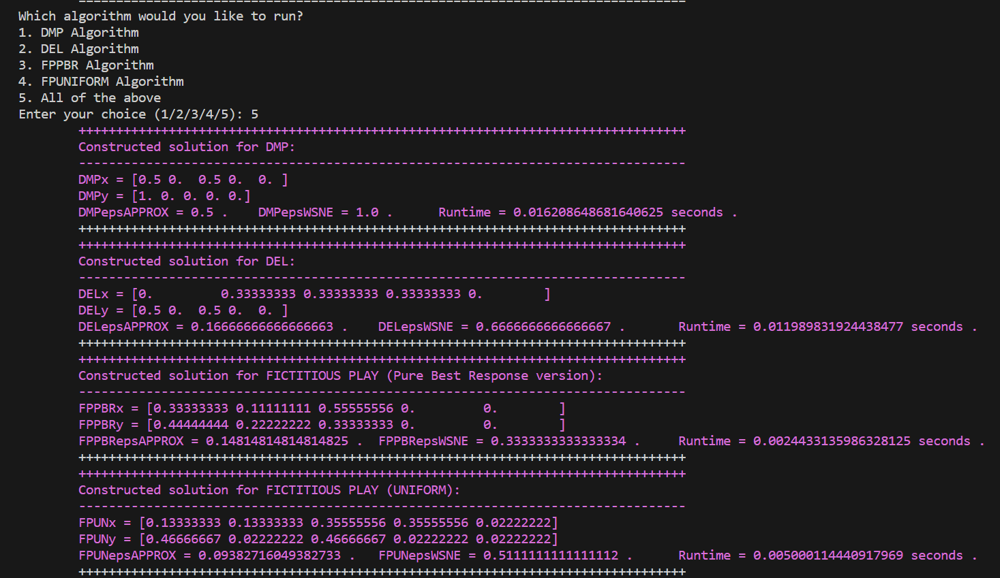 ---------------------------------------------------------------------------------
Which algorithm would you like to run?
1. DMP Algorithm
2. DEL Algorithm
3. FPPBR Algorithm
4. FPUNIFORM Algorithm
5. All of the above
Enter your choice (1/2/3/4/5): 5
+++++++++++++++++++++++++++++++++++++++++++++++++++++++++++++++++++++++++++++++++
Constructed solution for DMP:
---------------------------------------------------------------------------------
DMPx = [0.5 0.  0.5 0.  0. ]
DMPy = [1. 0. 0. 0. 0.]
DMPepsAPPROX = 0.5 .    DMPepsWSNE = 1.0 .      Runtime = 0.016208648681640625 seconds .
+++++++++++++++++++++++++++++++++++++++++++++++++++++++++++++++++++++++++++++++++
+++++++++++++++++++++++++++++++++++++++++++++++++++++++++++++++++++++++++++++++++
Constructed solution for DEL:
---------------------------------------------------------------------------------
DELx = [0.         0.33333333 0.33333333 0.33333333 0.        ]
DELy = [0.5 0.  0.5 0.  0. ]
DELepsAPPROX = 0.16666666666666663 .    DELepsWSNE = 0.6666666666666667 .       Runtime = 0.011989831924438477 seconds .
+++++++++++++++++++++++++++++++++++++++++++++++++++++++++++++++++++++++++++++++++
+++++++++++++++++++++++++++++++++++++++++++++++++++++++++++++++++++++++++++++++++
Constructed solution for FICTITIOUS PLAY (Pure Best Response version):
---------------------------------------------------------------------------------
FPPBRx = [0.33333333 0.11111111 0.55555556 0.         0.        ]
FPPBRy = [0.44444444 0.22222222 0.33333333 0.         0.        ]
FPPBRepsAPPROX = 0.14814814814814825 .  FPPBRepsWSNE = 0.3333333333333334 .     Runtime = 0.0024433135986328125 seconds .
+++++++++++++++++++++++++++++++++++++++++++++++++++++++++++++++++++++++++++++++++
+++++++++++++++++++++++++++++++++++++++++++++++++++++++++++++++++++++++++++++++++
Constructed solution for FICTITIOUS PLAY (UNIFORM):
---------------------------------------------------------------------------------
FPUNx = [0.13333333 0.13333333 0.35555556 0.35555556 0.02222222]
FPUNy = [0.46666667 0.02222222 0.46666667 0.02222222 0.02222222]
FPUNepsAPPROX = 0.09382716049382733 .   FPUNepsWSNE = 0.5111111111111112 .      Runtime = 0.005000114440917969 seconds .
+++++++++++++++++++++++++++++++++++++++++++++++++++++++++++++++++++++++++++++++++